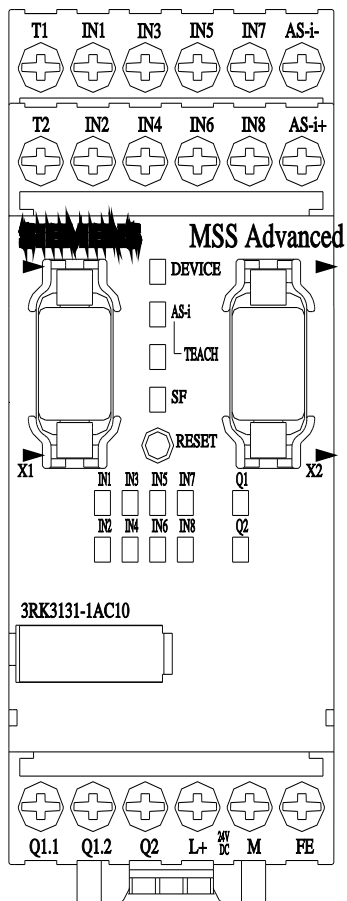 T1 IN1 IN3 IN5 IN7 AS-i-
T2 IN2 IN4 IN6 IN8 AS-i+
MSS Advanced
DEVICE
AS-i
TEACH
SF
RESET
X1 X2
IN1 IN3 IN5 IN7 Q1
IN2 IN4 IN6 IN8 Q2
3RK3131-1AC10
Q1.1 Q1.2 Q2 L+ 24V DC M FE